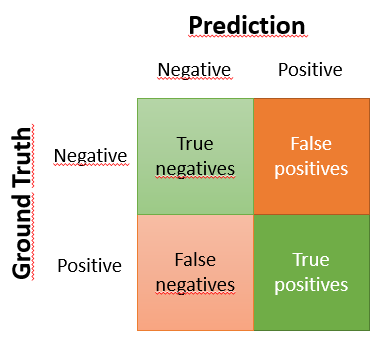 Prediction
Negative Positive
Ground Truth
Negative
True
negatives
False
positives
Positive
False
negatives
True
positives